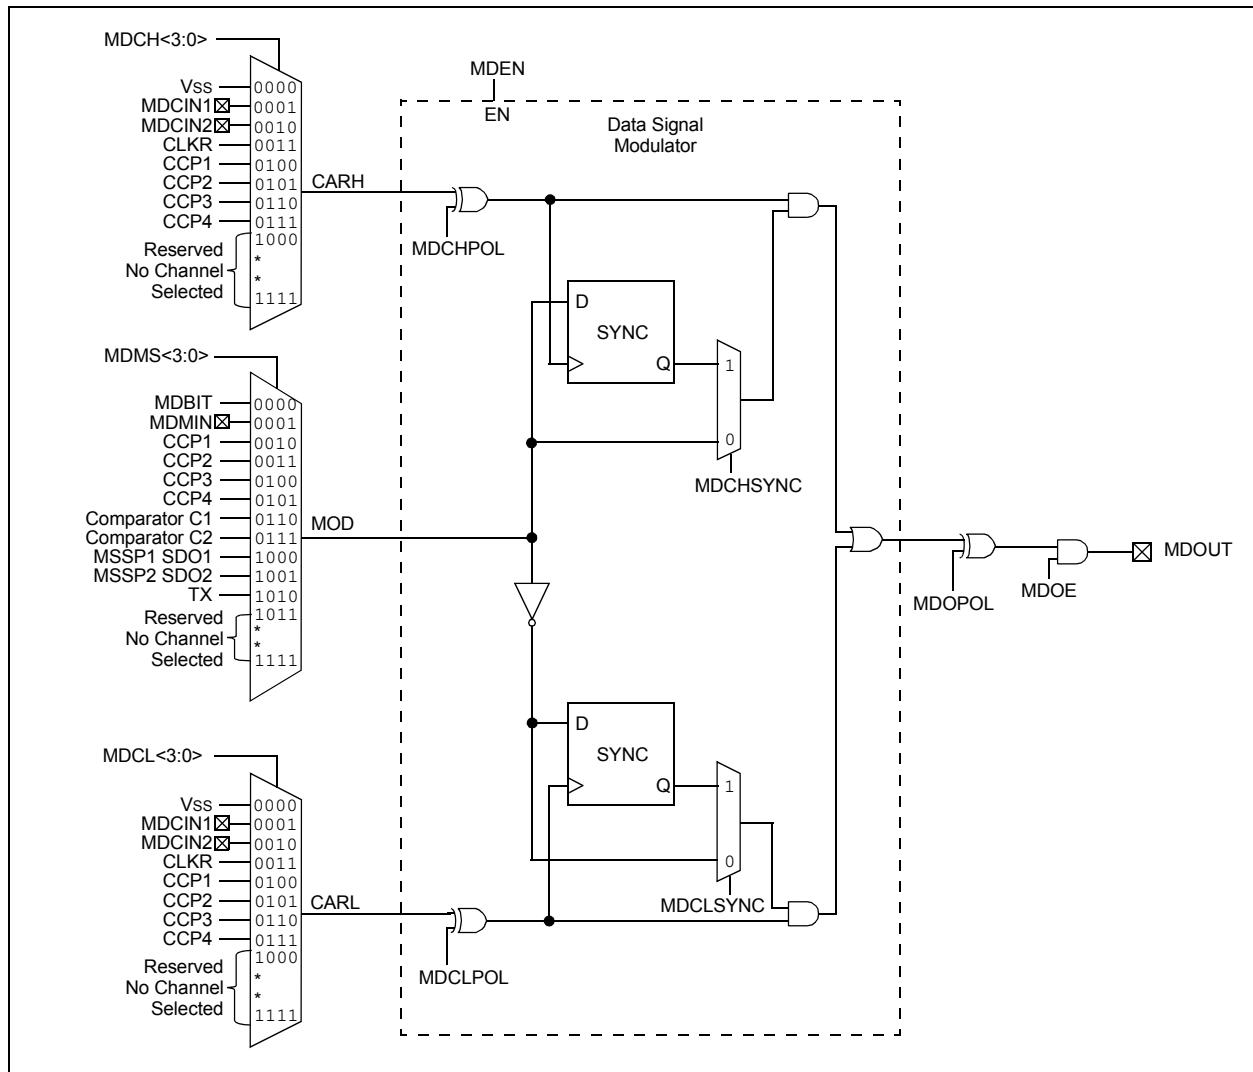 MDCH<3:0>
VSS 0000
MDCIN1 0001
MDCIN2 0010
CLKR 0011
CCP1 0100
CCP2 0101
CCP3 0110
CCP4 0111
Reserved
No Channel
Selected
1000
*
*
1111
CARH
MDMS<3:0>
MDBIT 0000
MDMIN 0001
CCP1 0010
CCP2 0011
CCP3 0100
CCP4 0101
Comparator C1 0110
Comparator C2 0111
MSSP1 SDO1 1000
MSSP2 SDO2 1001
TX 1010
Reserved
No Channel
Selected
1011
*
*
1111
MOD
MDCL<3:0>
VSS 0000
MDCIN1 0001
MDCIN2 0010
CLKR 0011
CCP1 0100
CCP2 0101
CCP3 0110
CCP4 0111
Reserved
No Channel
Selected
1000
*
*
1111
CARL
MDEN
EN
Data Signal
Modulator
MDCHPOL
D
SYNC
Q
1
0
MDCHSYNC
D
SYNC
Q
1
0
MDCLSYNC
MDCLPOL
MDOPOL
MDOE
MDOUT